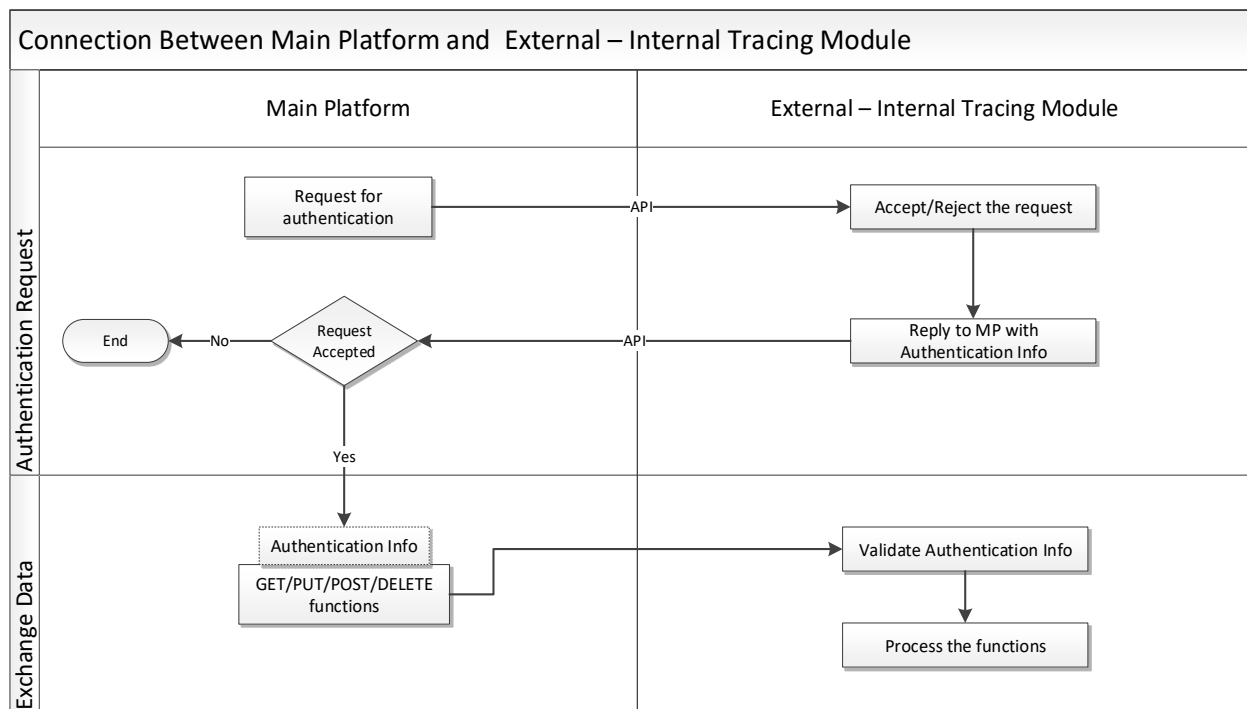 Connection Between Main Platform and External – Internal Tracing Module
Main Platform
External – Internal Tracing Module
Authentication Request
Request for
authentication
API
Accept/Reject the request
End
No
Request
Accepted
API
Reply to MP with
Authentication Info
Yes
Exchange Data
Authentication Info
GET/PUT/POST/DELETE
functions
Validate Authentication Info
Process the functions